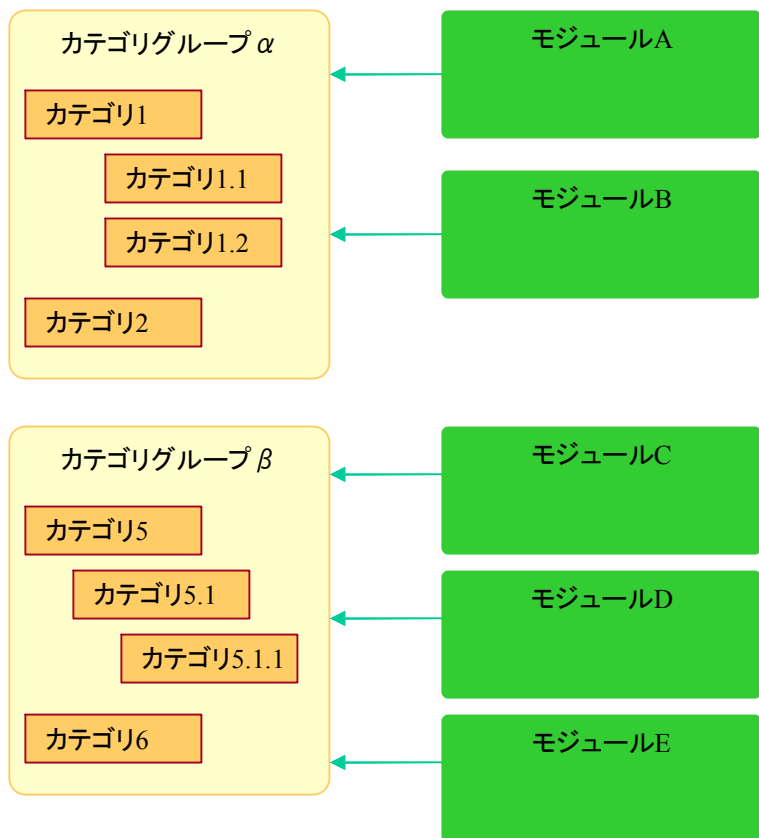 カテゴリグループα
カテゴリ1
カテゴリ1.1
カテゴリ1.2
カテゴリ2
モジュールA
モジュールB
カテゴリグループβ
カテゴリ5
カテゴリ5.1
カテゴリ5.1.1
カテゴリ6
モジュールC
モジュールD
モジュールE